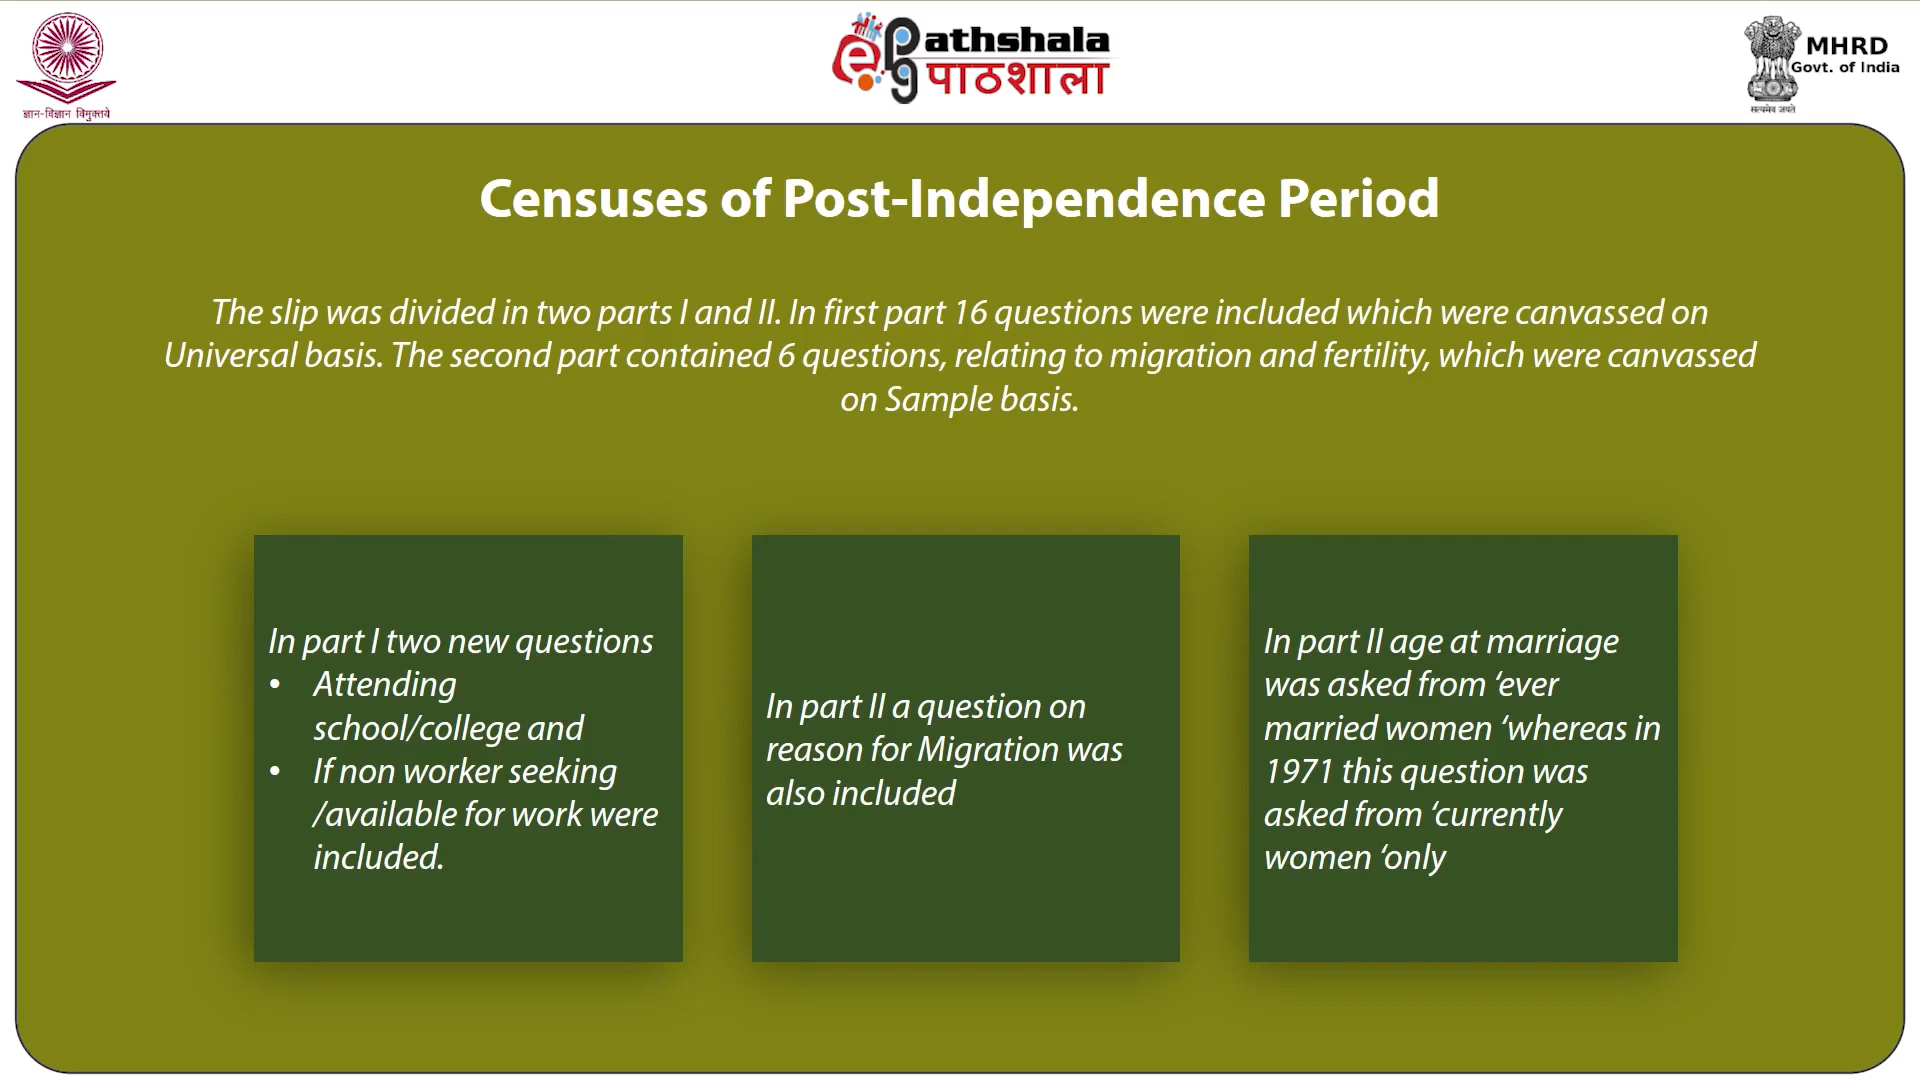 ज्ञान-विज्ञान विमुक्तये
e PG athshala
पाठशाला
MHRD
Govt. of India
सत्यमेव जयते
Censuses of Post-Independence Period
The slip was divided in two parts I and II. In first part 16 questions were included which were canvassed on
Universal basis. The second part contained 6 questions, relating to migration and fertility, which were canvassed
on Sample basis.
In part I two new questions
• Attending
school/college and
• If non worker seeking
/available for work were
included.
In part II a question on
reason for Migration was
also included
In part II age at marriage
was asked from ‘ever
married women ‘whereas in
1971 this question was
asked from ‘currently
women ‘only